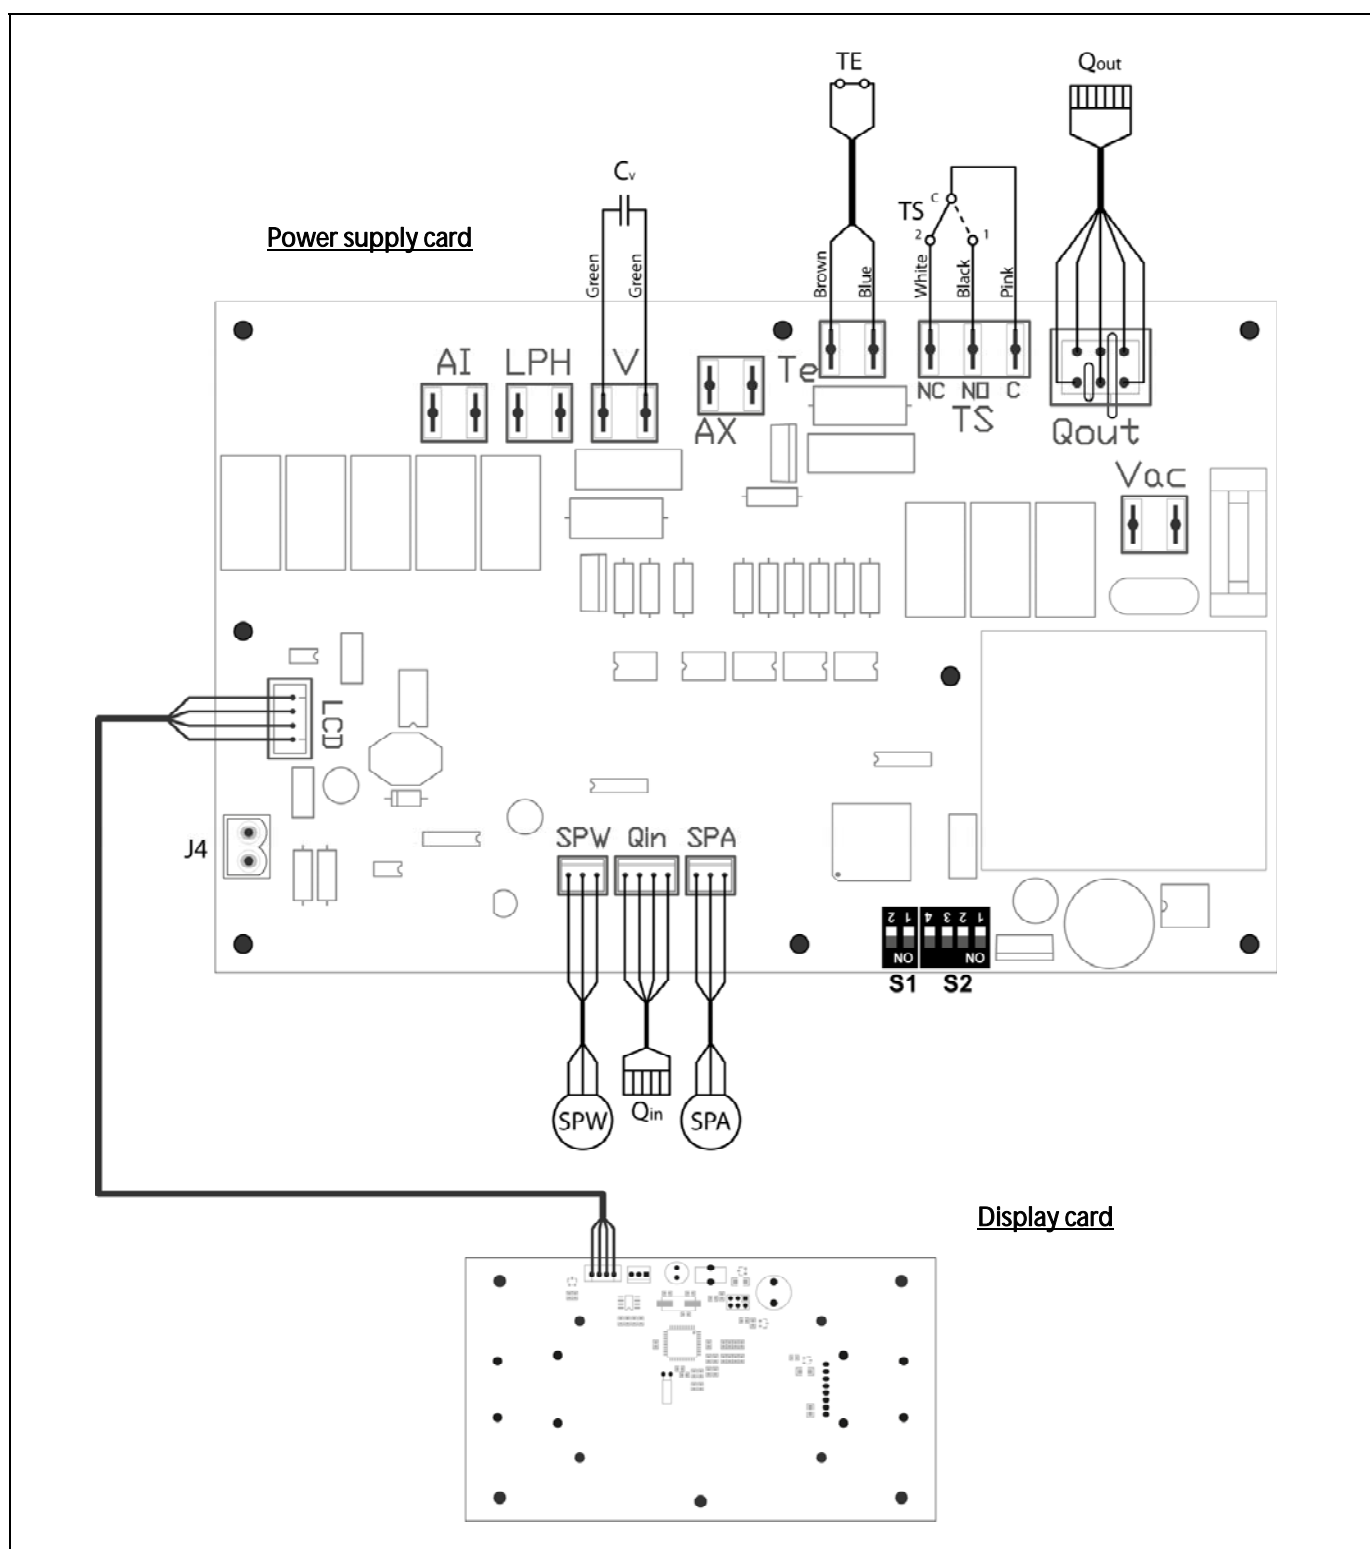 TE
Qout
Cv
Power supply card
TS
C
2
1
Green
Green
Brown
Blue
White
Black
Pink
AI
LPH
V
AX
Te
NC
NO
C
TS
Qout
Vac
LCD
J4
SPW
Qin
SPA
2 1
4 3 2 1
ON
ON
S1
S2
SPW
Qin
SPA
Display card